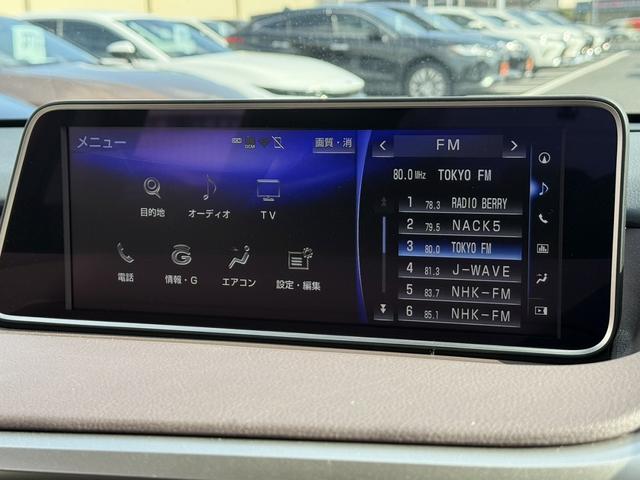 メニュー
画質・消
目的地
オーディオ
TV
電話
情報・G
エアコン
設定・編集
FM
80.0 MHz TOKYO FM
1 78.3 RADIO BERRY
2 79.5 NACK5
3 80.0 TOKYO FM
4 81.3 J-WAVE
5 83.7 NHK-FM
6 85.1 NHK-FM